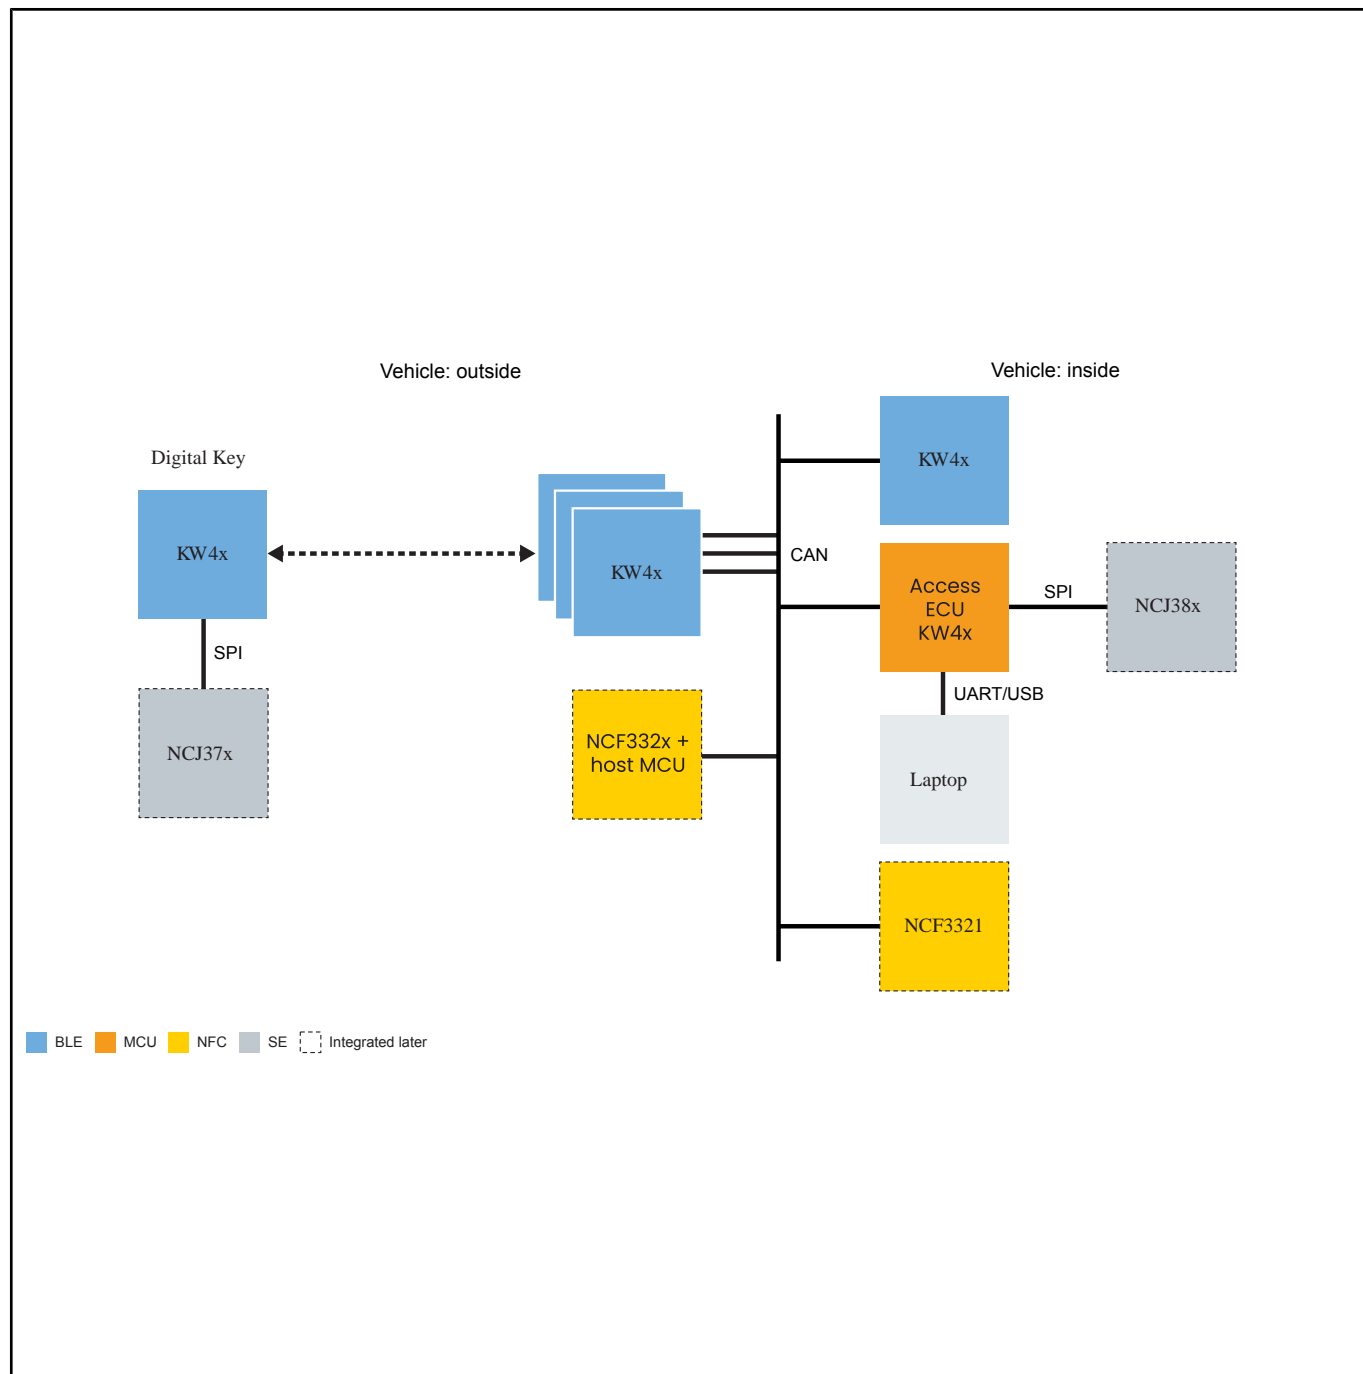 Vehicle: outside
Vehicle: inside
Digital Key
KW4x
SPI
NCJ37x
KW4x
NCF332x +
host MCU
CAN
KW4x
Access
ECU
KW4x
SPI
NCJ38x
UART/USB
Laptop
NCF3321
BLE
MCU
NFC
SE
Integrated later